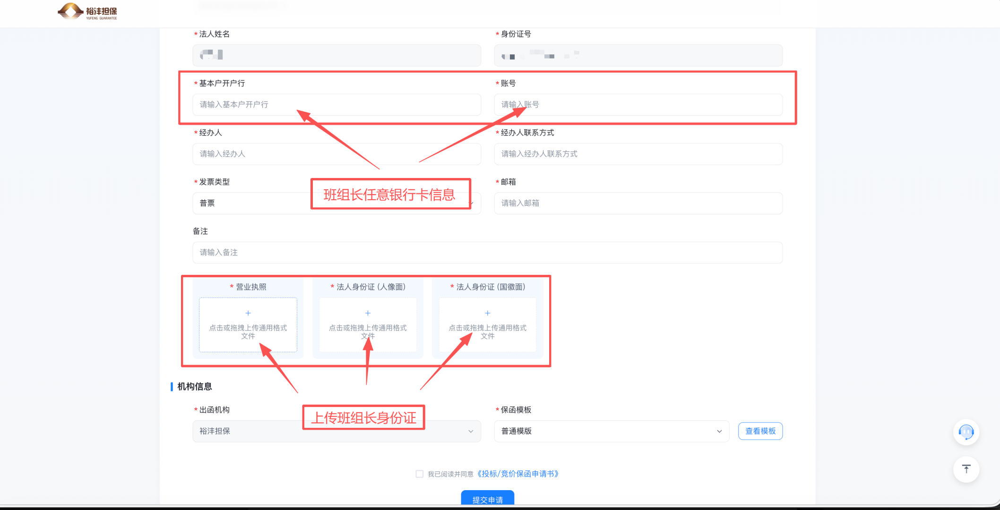 裕沣担保
YUFENG GUARANTEE
*法人姓名
*身份证号
*基本户开户行
*账号
请输入基本户开户行
请输入账号
*经办人
*经办人联系方式
请输入经办人
请输入经办人联系方式
*发票类型
*邮箱
普票
班组长任意银行卡信息
请输入邮箱
备注
请输入备注
*营业执照
*法人身份证 (人像面)
*法人身份证 (国徽面)
点击或拖拽上传通用格式
文件
点击或拖拽上传通用格式
文件
点击或拖拽上传通用格式
文件
机构信息
*出函机构
上传班组长身份证
*保函模板
裕沣担保
普通模版
查看模板
我已阅读并同意《投标/竞价保函申请书》
提交申请